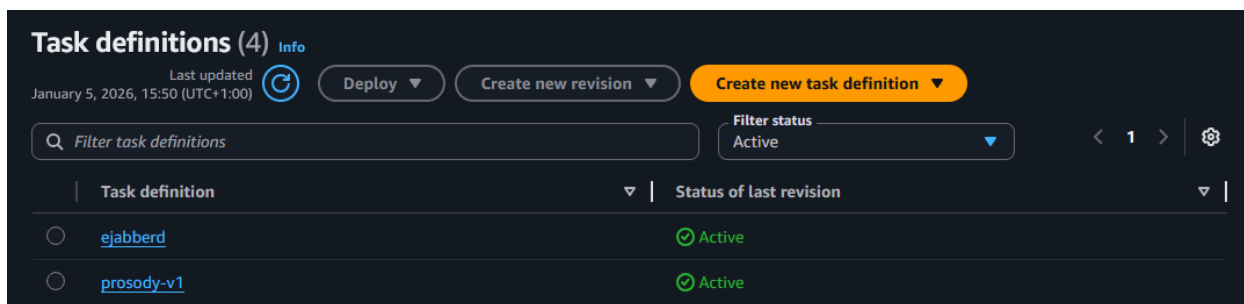 Task definitions (4) Info
Last updated
January 5, 2026, 15:50 (UTC+1:00)
Deploy
Create new revision
Create new task definition
Filter task definitions
Filter status
Active
1
Task definition
Status of last revision
ejabberd
Active
prosody-v1
Active